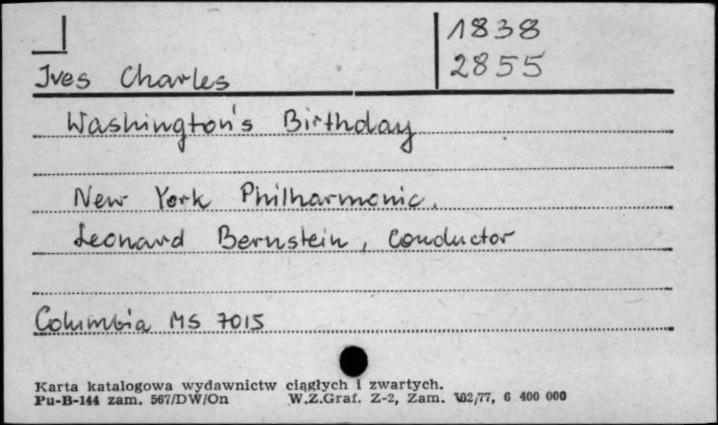 1838
2855
Ives Charles
Washington's Birthday
New York Philharmonic.
Leonard Bernstein, Conductor
Columbia MS 7015
Karta katalogowa wydawnictw ciągłych i zwartych.
Pu-B-144 zam. 567/DW/On W.Z.Graf. Z-2, Zam. 102/77, 6 400 000